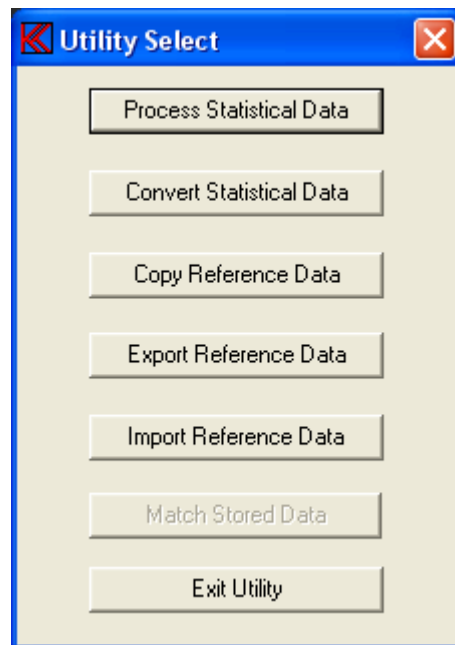 Utility Select
Process Statistical Data
Convert Statistical Data
Copy Reference Data
Export Reference Data
Import Reference Data
Match Stored Data
Exit Utility